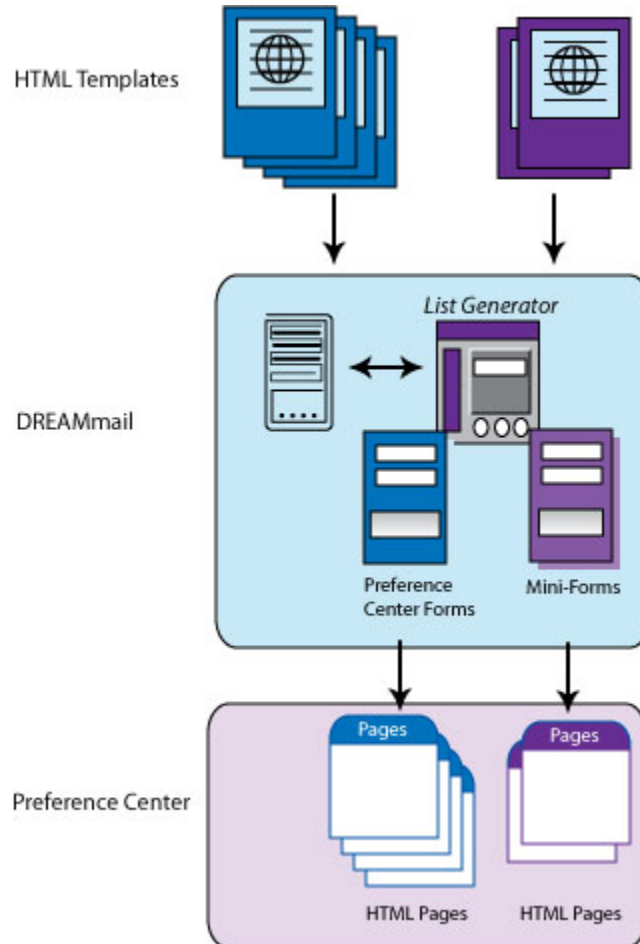 HTML Templates
List Generator
DREAMmail
Preference
Center Forms
Mini-Forms
Pages
Pages
Preference Center
HTML Pages
HTML Pages